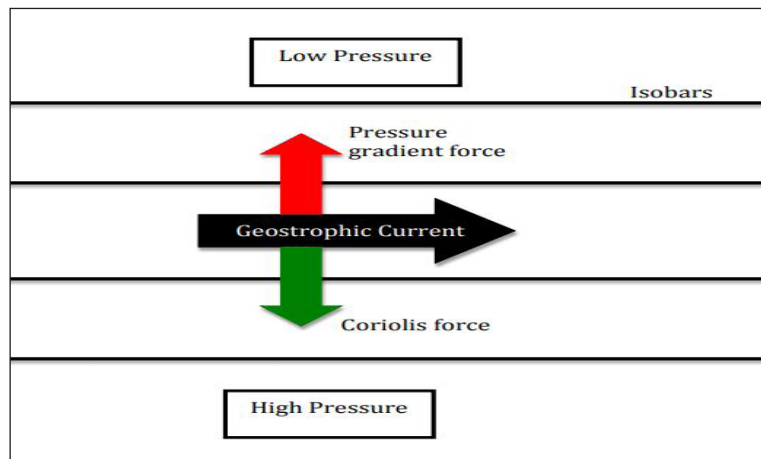 Low Pressure
Isobars
Pressure
gradient force
Geostrophic Current
Coriolis force
High Pressure